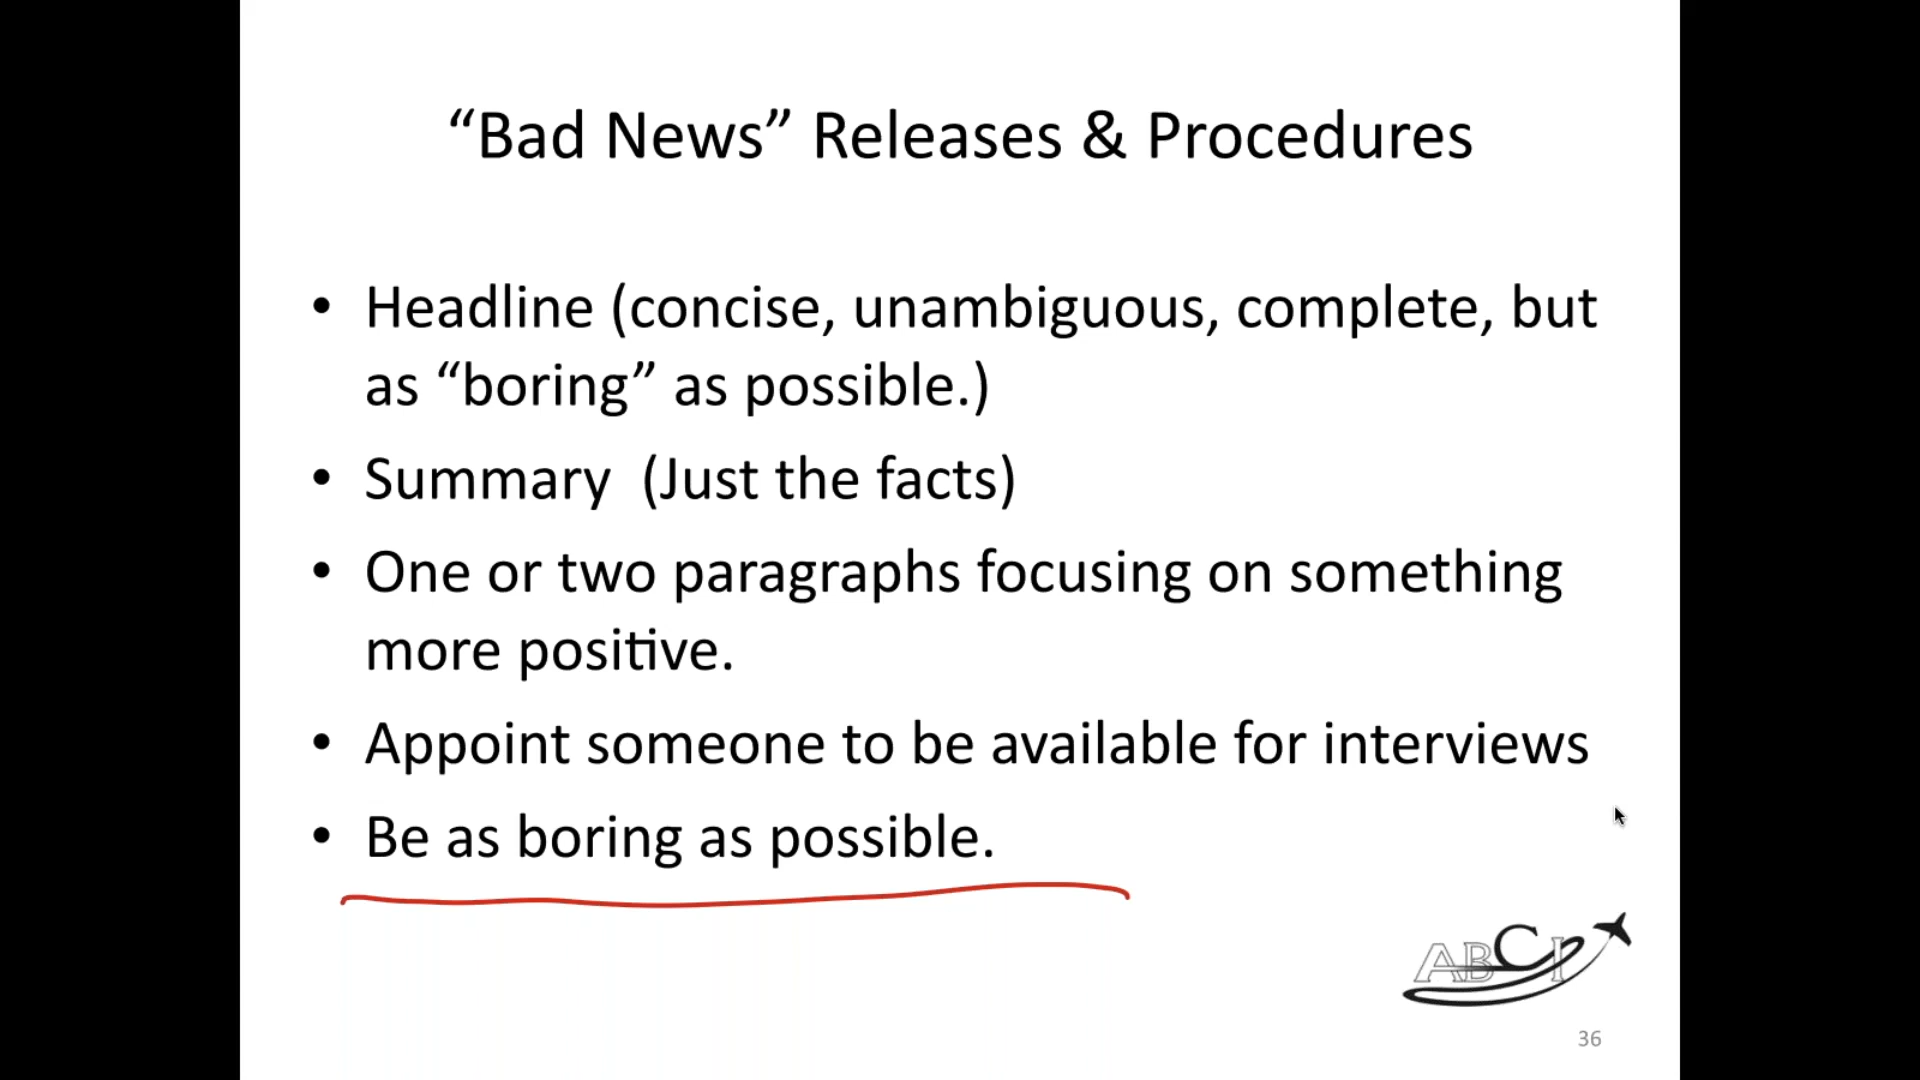 “Bad News” Releases & Procedures
• Headline (concise, unambiguous, complete, but
as “boring” as possible.)
• Summary  (Just the facts)
• One or two paragraphs focusing on something
more positive.
• Appoint someone to be available for interviews
• Be as boring as possible.
ABCI
36